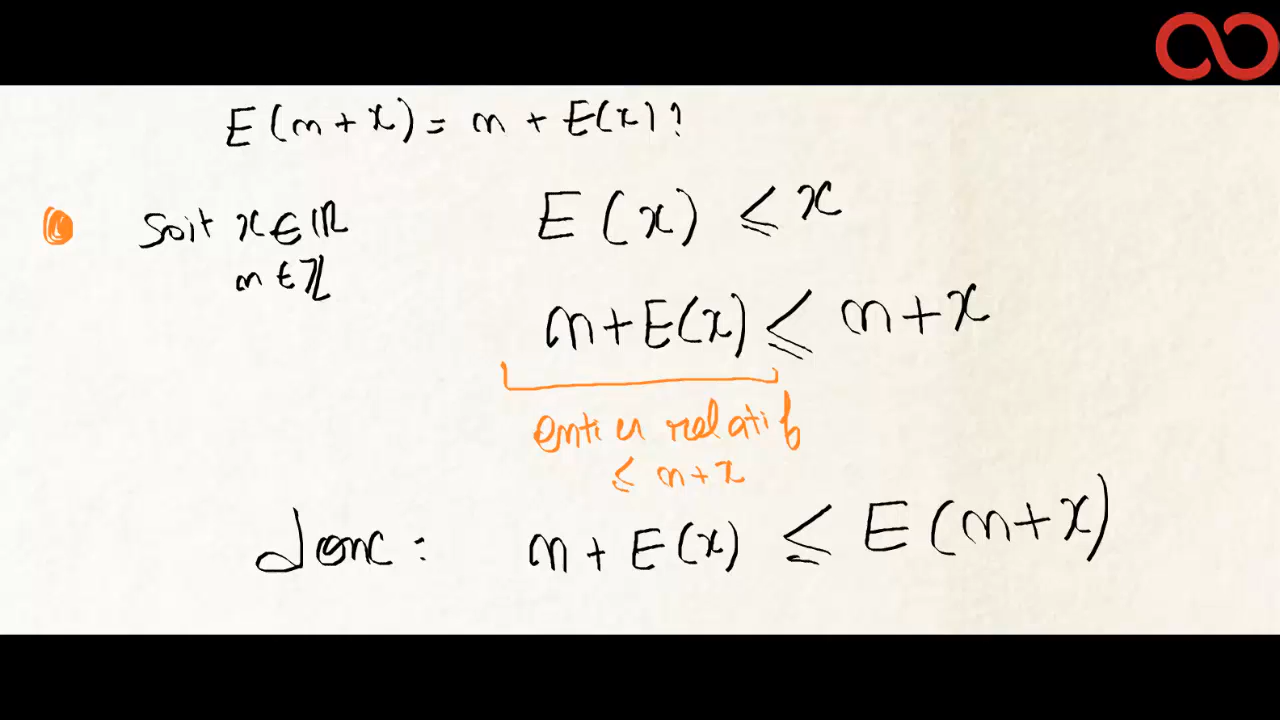 E(n+x) = n + E(x)?
Soit x ∈ ℝ
n ∈ ℤ
E(x) ≤ x
n+E(x) ≤ n+x
entier relatif
≤ n+x
donc : n + E(x) ≤ E(n+x)